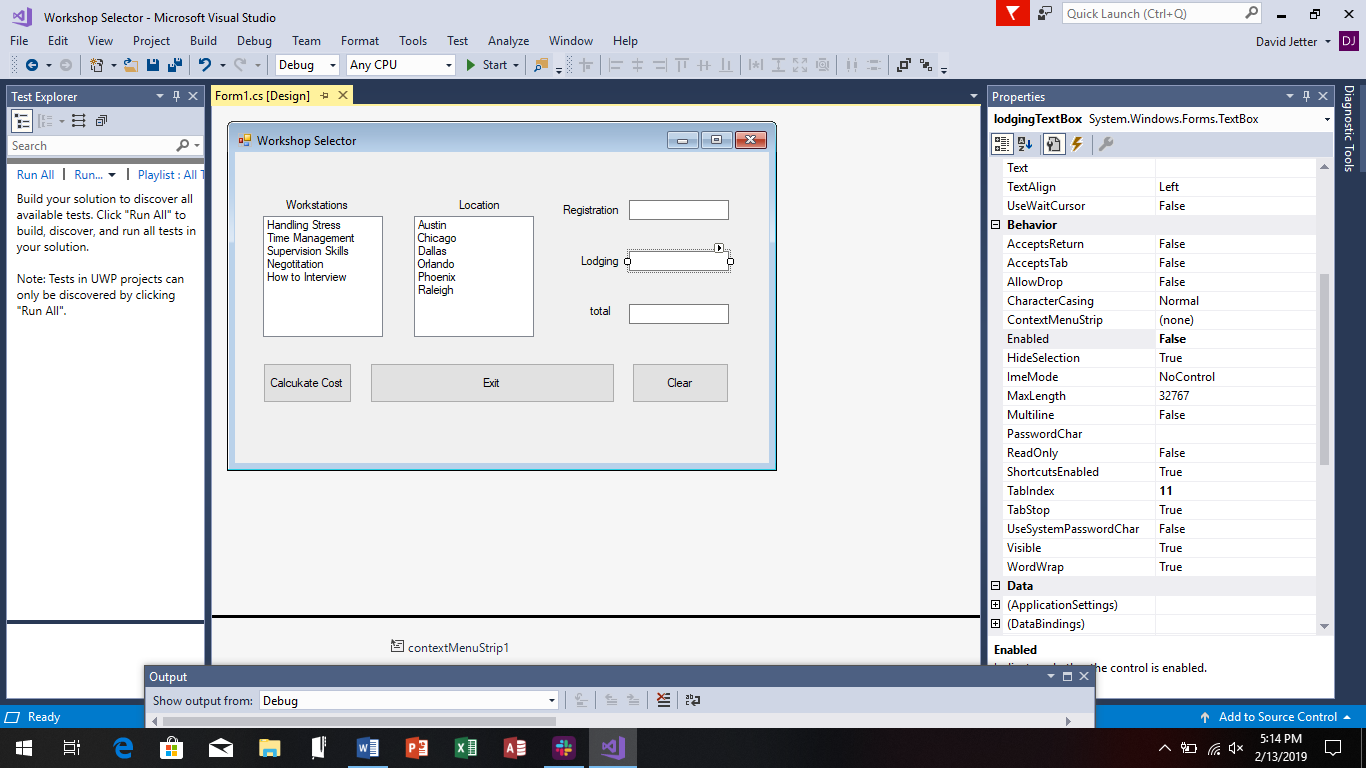 Workshop Selector - Microsoft Visual Studio
Quick Launch (Ctrl+Q)
File Edit View Project Build Debug Team Format Tools Test Analyze Window Help
David Jetter DJ
Debug Any CPU Start
Test Explorer
Search
Run All | Run... | Playlist : All T
Build your solution to discover all
available tests. Click "Run All" to
build, discover, and run all tests in
your solution.
Note: Tests in UWP projects can
only be discovered by clicking
"Run All".
Form1.cs [Design]
Workshop Selector
Workstations
Handling Stress
Time Management
Supervision Skills
Negotitation
How to Interview
Location
Austin
Chicago
Dallas
Orlando
Phoenix
Raleigh
Registration
Lodging
total
Calcukate Cost
Exit
Clear
contextMenuStrip1
Properties
lodgingTextBox System.Windows.Forms.TextBox
Text
TextAlign Left
UseWaitCursor False
Behavior
AcceptsReturn False
AcceptsTab False
AllowDrop False
CharacterCasing Normal
ContextMenuStrip (none)
Enabled False
HideSelection True
ImeMode NoControl
MaxLength 32767
Multiline False
PasswordChar
ReadOnly False
ShortcutsEnabled True
TabIndex 11
TabStop True
UseSystemPasswordChar False
Visible True
WordWrap True
Data
(ApplicationSettings)
(DataBindings)
Enabled
the control is enabled.
Diagnostic Tools
Output
Show output from: Debug
Ready
Add to Source Control
5:14 PM
2/13/2019